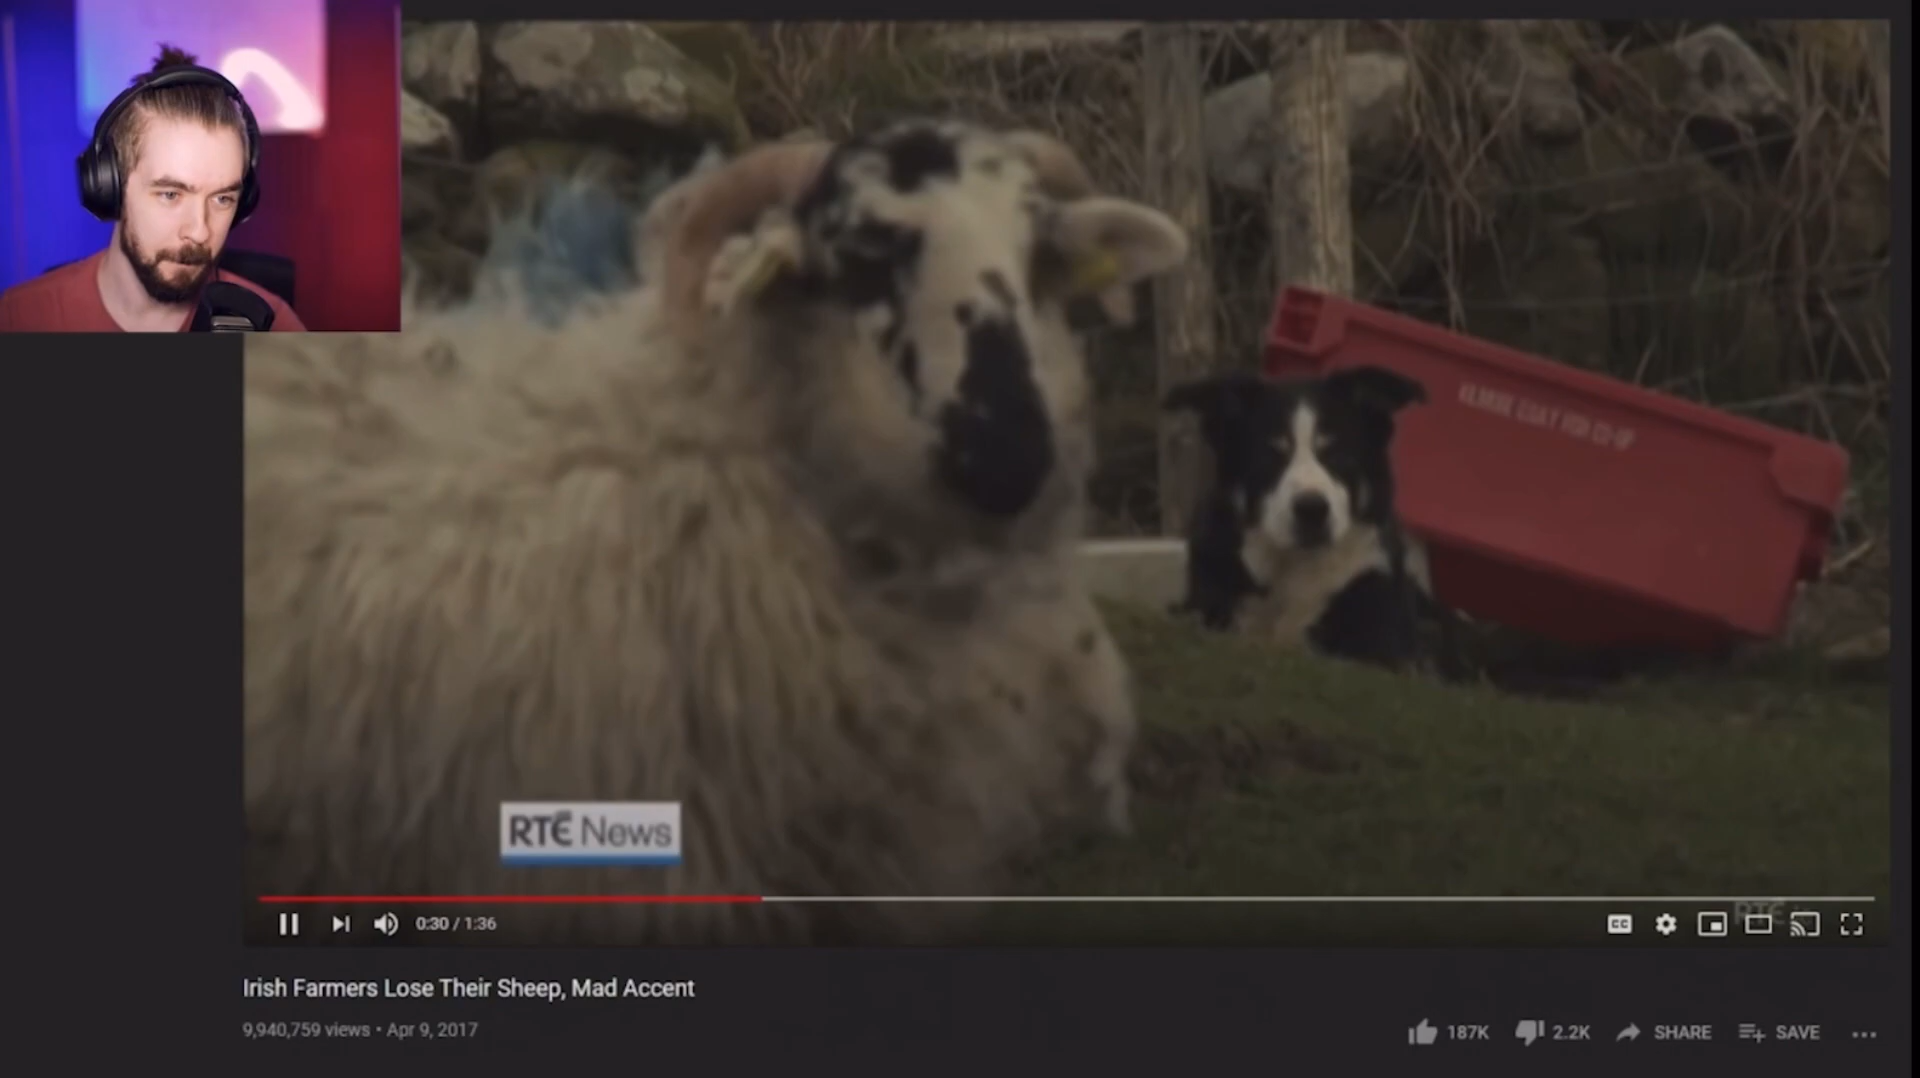 RTÉ News
0:30 / 1:36
CC
Irish Farmers Lose Their Sheep, Mad Accent
9,940,759 views • Apr 9, 2017
187K
2.2K
SHARE
SAVE